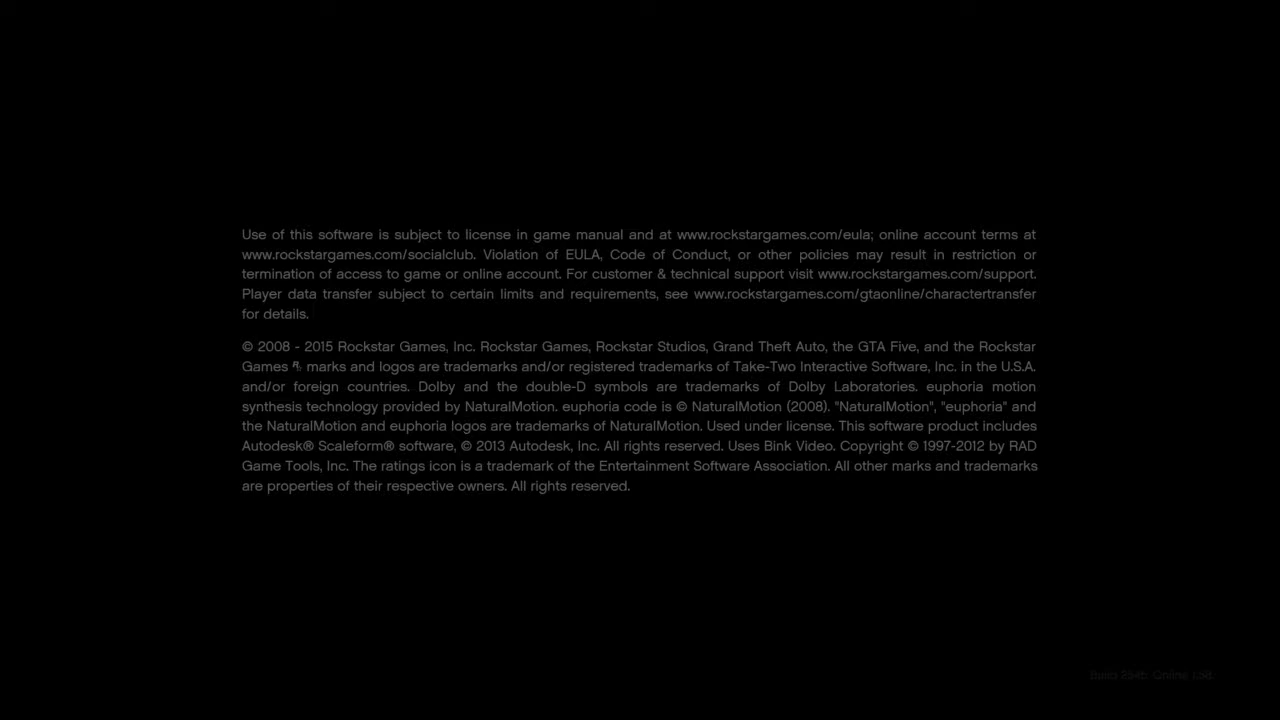 Use of this software is subject to license in game manual and at www.rockstargames.com/eula; online account terms at
www.rockstargames.com/socialclub. Violation of EULA, Code of Conduct, or other policies may result in restriction or
termination of access to game or online account. For customer & technical support visit www.rockstargames.com/support.
Player data transfer subject to certain limits and requirements, see www.rockstargames.com/gtaonline/charactertransfer
for details.
© 2008 - 2015 Rockstar Games, Inc. Rockstar Games, Rockstar Studios, Grand Theft Auto, the GTA Five, and the Rockstar
Games R* marks and logos are trademarks and/or registered trademarks of Take-Two Interactive Software, Inc. in the U.S.A.
and/or foreign countries. Dolby and the double-D symbols are trademarks of Dolby Laboratories. euphoria motion
synthesis technology provided by NaturalMotion. euphoria code is © NaturalMotion (2008). "NaturalMotion", "euphoria" and
the NaturalMotion and euphoria logos are trademarks of NaturalMotion. Used under license. This software product includes
Autodesk® Scaleform® software, © 2013 Autodesk, Inc. All rights reserved. Uses Bink Video. Copyright © 1997-2012 by RAD
Game Tools, Inc. The ratings icon is a trademark of the Entertainment Software Association. All other marks and trademarks
are properties of their respective owners. All rights reserved.
Build Online